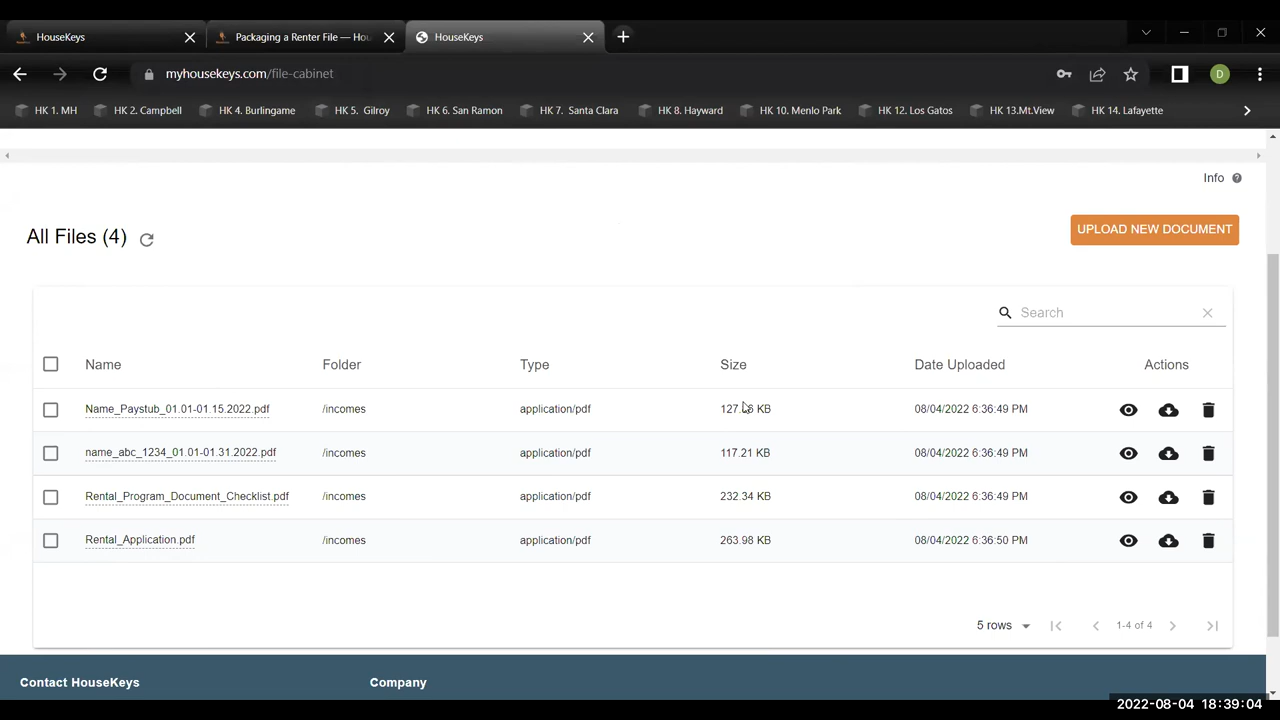 HouseKeys
Packaging a Renter File — Hou
HouseKeys
myhousekeys.com/file-cabinet
D
HK 1. MH
HK 2. Campbell
HK 4. Burlingame
HK 5. Gilroy
HK 6. San Ramon
HK 7. Santa Clara
HK 8. Hayward
HK 10. Menlo Park
HK 12. Los Gatos
HK 13.Mt.View
HK 14. Lafayette
Info
All Files (4)
UPLOAD NEW DOCUMENT
Search
Name Folder Type Size Date Uploaded Actions
Name_Paystub_01.01-01.15.2022.pdf /incomes application/pdf KB 08/04/2022 6:36:49 PM
name_abc_1234_01.01-01.31.2022.pdf /incomes application/pdf 117.21 KB 08/04/2022 6:36:49 PM
Rental_Program_Document_Checklist.pdf /incomes application/pdf 232.34 KB 08/04/2022 6:36:49 PM
Rental_Application.pdf /incomes application/pdf 263.98 KB 08/04/2022 6:36:50 PM
5 rows 1-4 of 4
Contact HouseKeys Company
2022-08-04 18:39:04